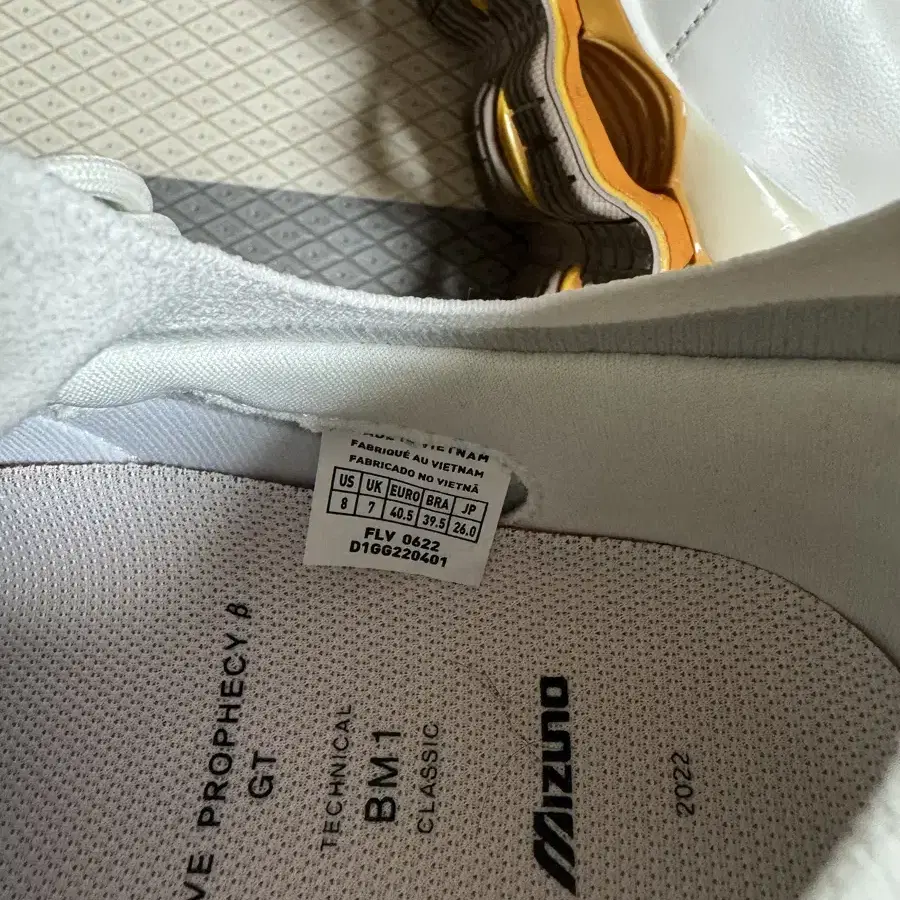 MADE IN VIETNAM
FABRIQUÉ AU VIETNAM
FABRICADO NO VIETNÃ
US UK EURO BRA JP
8 7 40.5 39.5 26.0
FLV 0622
D1GG220401
VE PROPHECY β
GT
TECHNICAL
BM1
CLASSIC
MIZUNO
2022